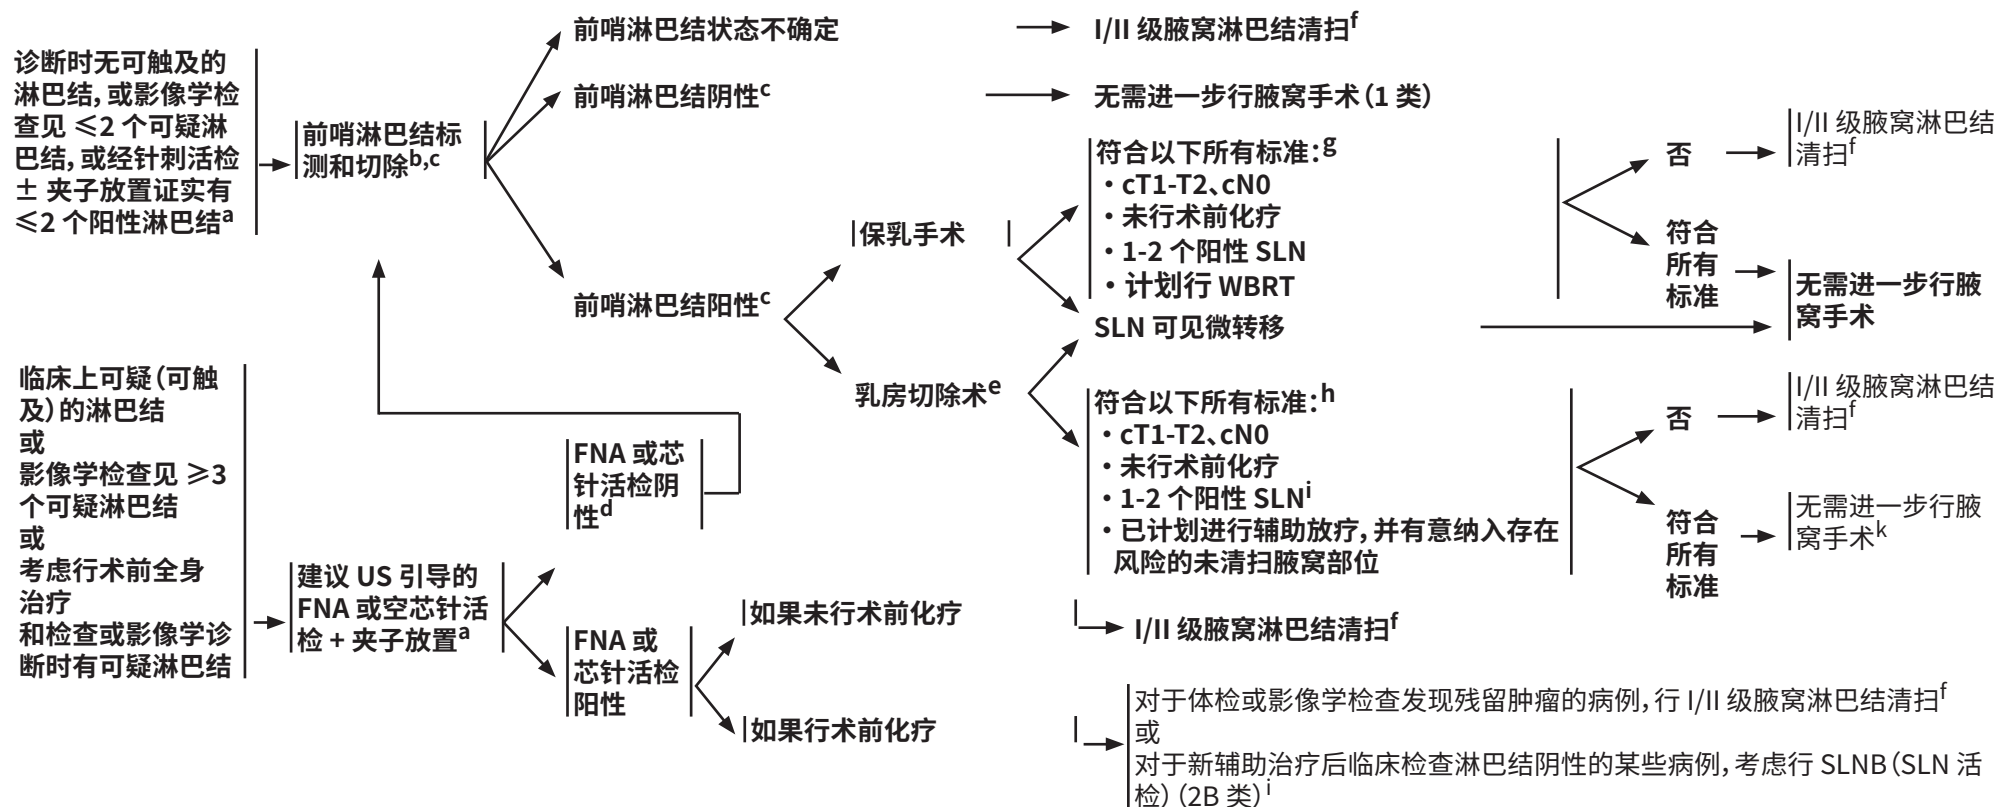 前哨淋巴结状态不确定
I/II 级腋窝淋巴结清扫f
诊断时无可触及的
淋巴结，或影像学检
查见 ≤2 个可疑淋
巴结，或经针刺活检
± 夹子放置证实有
≤2 个阳性淋巴结a
前哨淋巴结标
测和切除b,c
前哨淋巴结阴性c
无需进一步行腋窝手术（1 类）
前哨淋巴结阳性c
保乳手术
乳房切除术e
符合以下所有标准：g
・cT1-T2、cN0
・未行术前化疗
・1-2 个阳性 SLN
・计划行 WBRT
否
I/II 级腋窝淋巴结
清扫f
符合
所有
标准
无需进一步行腋
窝手术
SLN 可见微转移
符合以下所有标准：h
・cT1-T2、cN0
・未行术前化疗
・1-2 个阳性 SLNi
・已计划进行辅助放疗，并有意纳入存在
风险的未清扫腋窝部位
否
I/II 级腋窝淋巴结
清扫f
符合
所有
标准
无需进一步行腋
窝手术k
临床上可疑（可触
及）的淋巴结
或
影像学检查见 ≥3
个可疑淋巴结
或
考虑行术前全身
治疗
和检查或影像学诊
断时有可疑淋巴结
建议 US 引导的
FNA 或空芯针活
检 + 夹子放置a
FNA 或芯
针活检阴
性d
FNA 或
芯针活检
阳性
如果未行术前化疗
I/II 级腋窝淋巴结清扫f
如果行术前化疗
对于体检或影像学检查发现残留肿瘤的病例，行 I/II 级腋窝淋巴结清扫f
或
对于新辅助治疗后临床检查淋巴结阴性的某些病例，考虑行 SLNB（SLN 活
检）（2B 类）i